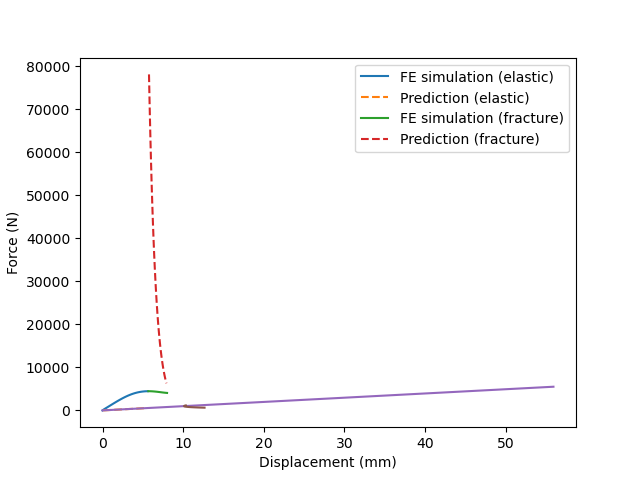 80000
70000
60000
50000
40000
30000
20000
10000
0
Force (N)
FE simulation (elastic)
Prediction (elastic)
FE simulation (fracture)
Prediction (fracture)
0 10 20 30 40 50
Displacement (mm)